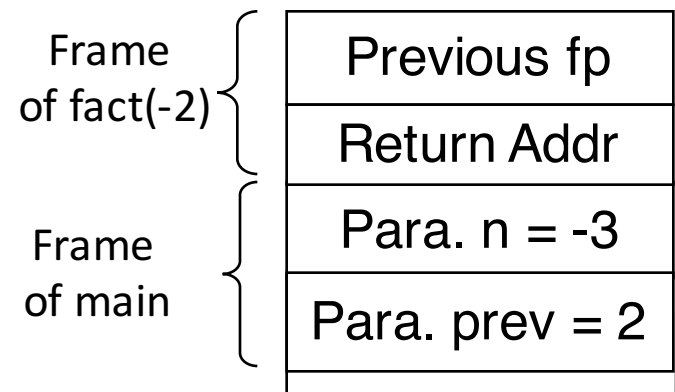 Frame
of fact(-2)
Previous fp
Return Addr
Frame
of main
Para. n = -3
Para. prev = 2